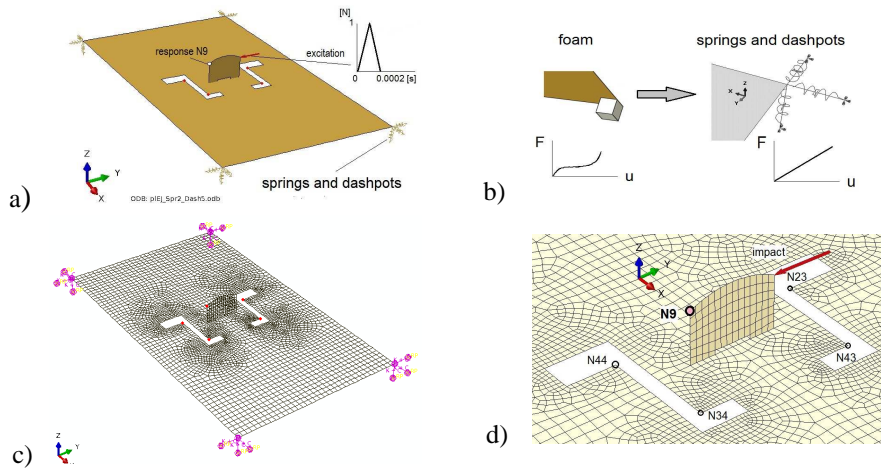 [N]
1
response N9
excitation
0
0.0002 [s]
Z
Y
X
springs and dashpots
ODB: plEJ_Spr2_Dash5.odb
a)
foam
springs and dashpots
Z
X
Y
F
u
F
u
b)
Z
Y
c)
impact
Z
Y
X
N23
N9
N44
N43
N34
d)